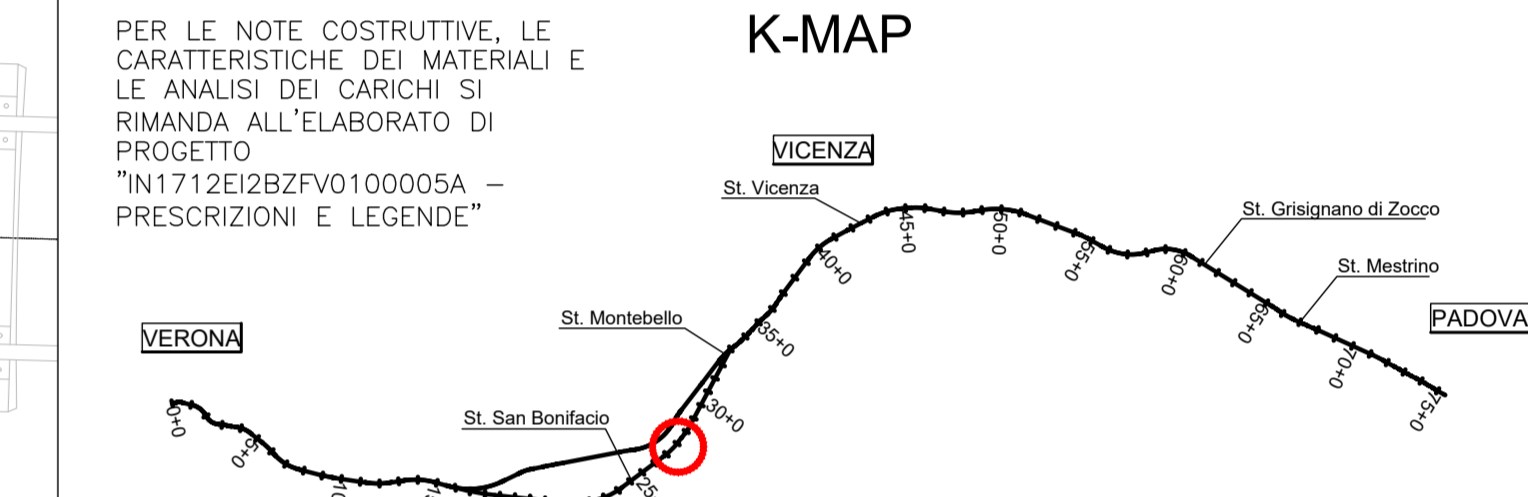 PER LE NOTE COSTRUTTIVE, LE
CARATTERISTICHE DEI MATERIALI E
LE ANALISI DEI CARICHI SI
RIMANDA ALL'ELABORATO DI
PROGETTO
"IN1712EI2BZFV0100005A –
PRESCRIZIONI E LEGENDE"
K-MAP
VICENZA
St. Vicenza
45+0
50+0
St. Grisignano di Zocco
40+0
55+0
60+0
St. Mestrino
St. Montebello
35+0
65+0
PADOVA
VERONA
70+0
0+0
St. San Bonifacio
30+0
75+0
5+0
25